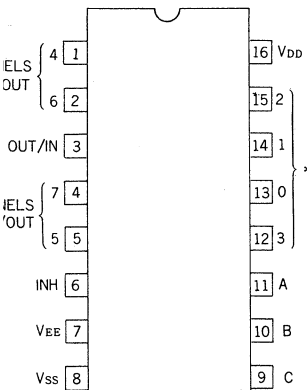 4 1 16 VDD
IELS
OUT
6 2 15 2
OUT/IN 3 14 1
7 4 13 0
NELS
/OUT
5 5 12 3
INH 6 11 A
VEE 7 10 B
VSS 8 9 C